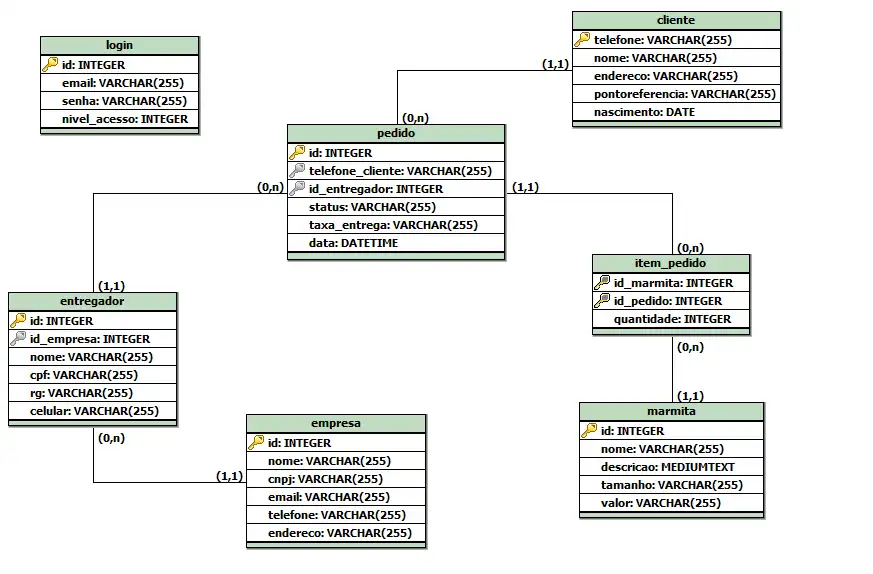 login
id: INTEGER
email: VARCHAR(255)
senha: VARCHAR(255)
nivel_acesso: INTEGER
cliente
telefone: VARCHAR(255)
nome: VARCHAR(255)
endereco: VARCHAR(255)
pontoreferencia: VARCHAR(255)
nascimento: DATE
(1,1)
(0,n)
pedido
id: INTEGER
telefone_cliente: VARCHAR(255)
id_entregador: INTEGER
status: VARCHAR(255)
taxa_entrega: VARCHAR(255)
data: DATETIME
(0,n)
(1,1)
(1,1)
entregador
id: INTEGER
id_empresa: INTEGER
nome: VARCHAR(255)
cpf: VARCHAR(255)
rg: VARCHAR(255)
celular: VARCHAR(255)
(0,n)
item_pedido
id_marmita: INTEGER
id_pedido: INTEGER
quantidade: INTEGER
(0,n)
(0,n)
(1,1)
empresa
id: INTEGER
nome: VARCHAR(255)
cnpj: VARCHAR(255)
email: VARCHAR(255)
telefone: VARCHAR(255)
endereco: VARCHAR(255)
(1,1)
marmita
id: INTEGER
nome: VARCHAR(255)
descricao: MEDIUMTEXT
tamanho: VARCHAR(255)
valor: VARCHAR(255)